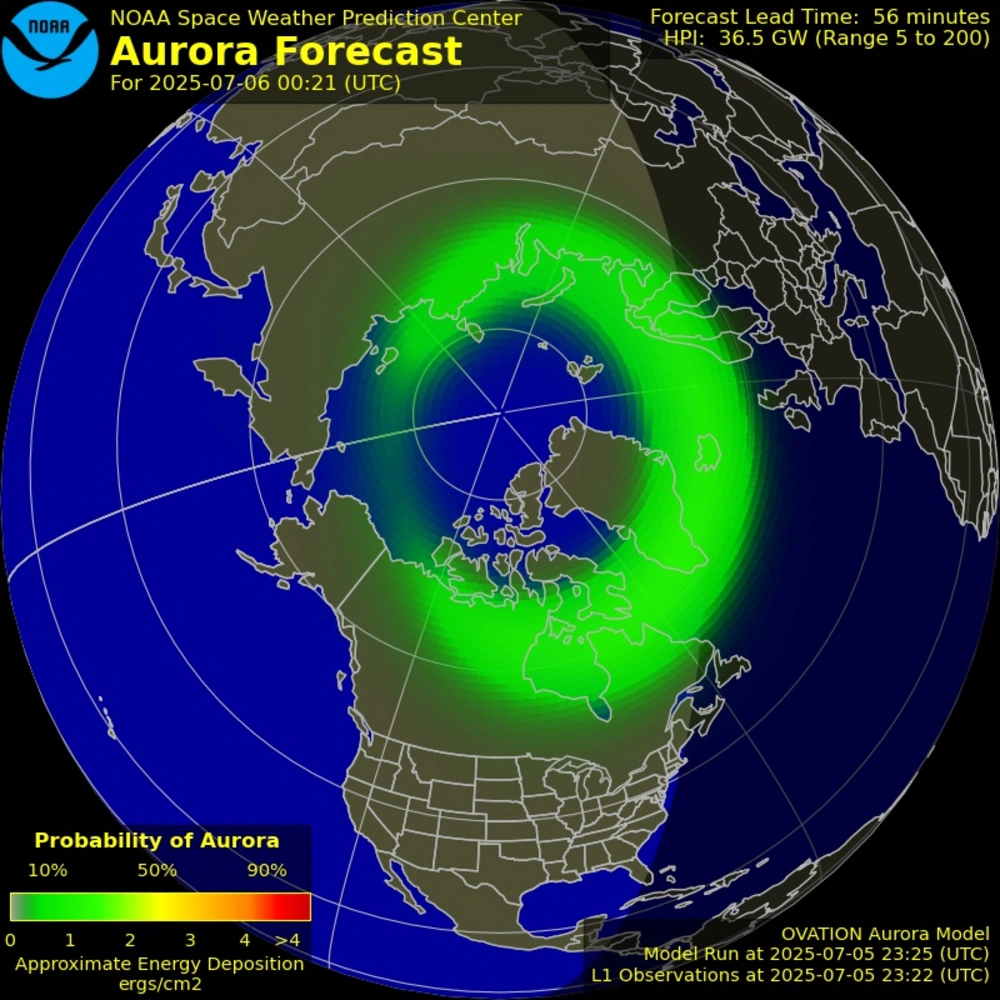 NOAA
NOAA Space Weather Prediction Center
Aurora Forecast
For 2025-07-06 00:21 (UTC)
Forecast Lead Time: 56 minutes
HPI: 36.5 GW (Range 5 to 200)
Probability of Aurora
10% 50% 90%
0 1 2 3 4 >4
Approximate Energy Deposition
ergs/cm2
OVATION Aurora Model
Model Run at 2025-07-05 23:25 (UTC)
L1 Observations at 2025-07-05 23:22 (UTC)